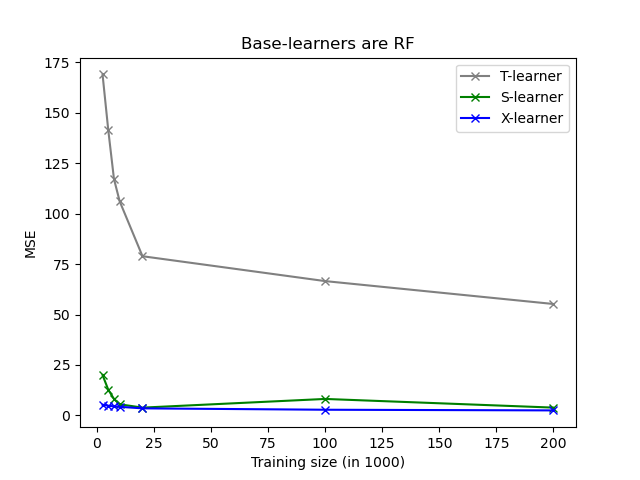 Base-learners are RF
T-learner
S-learner
X-learner
MSE
175
150
125
100
75
50
25
0
0 25 50 75 100 125 150 175 200
Training size (in 1000)